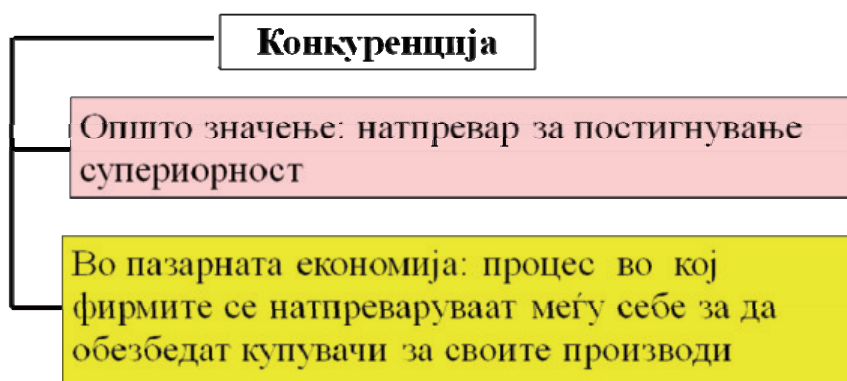 Конкуренција
Општо значење: натпревар за постигнување
супериорност
Во пазарната економија: процес во кој
фирмите се натпреваруваат меѓу себе за да
обезбедат купувачи за своите производи